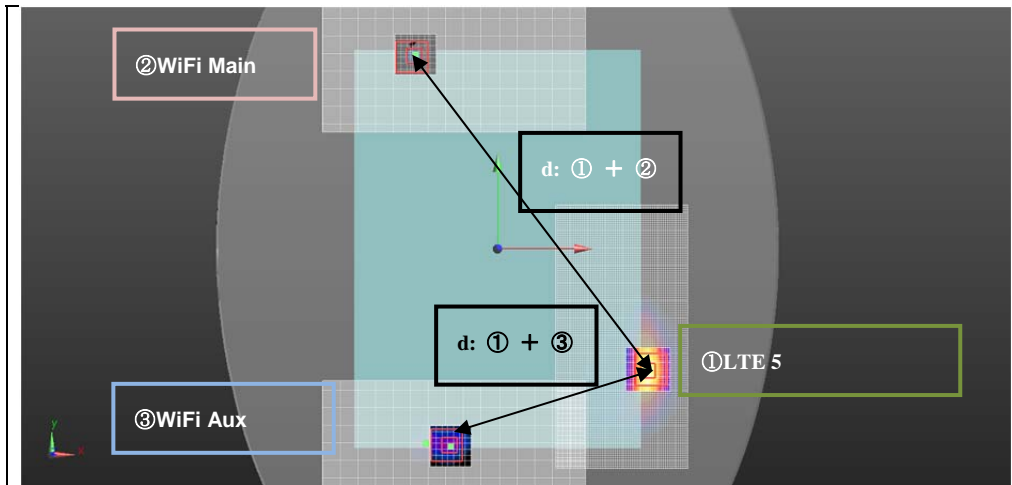 ②WiFi Main
d: ① + ②
d: ① + ③
①LTE 5
③WiFi Aux
y
x